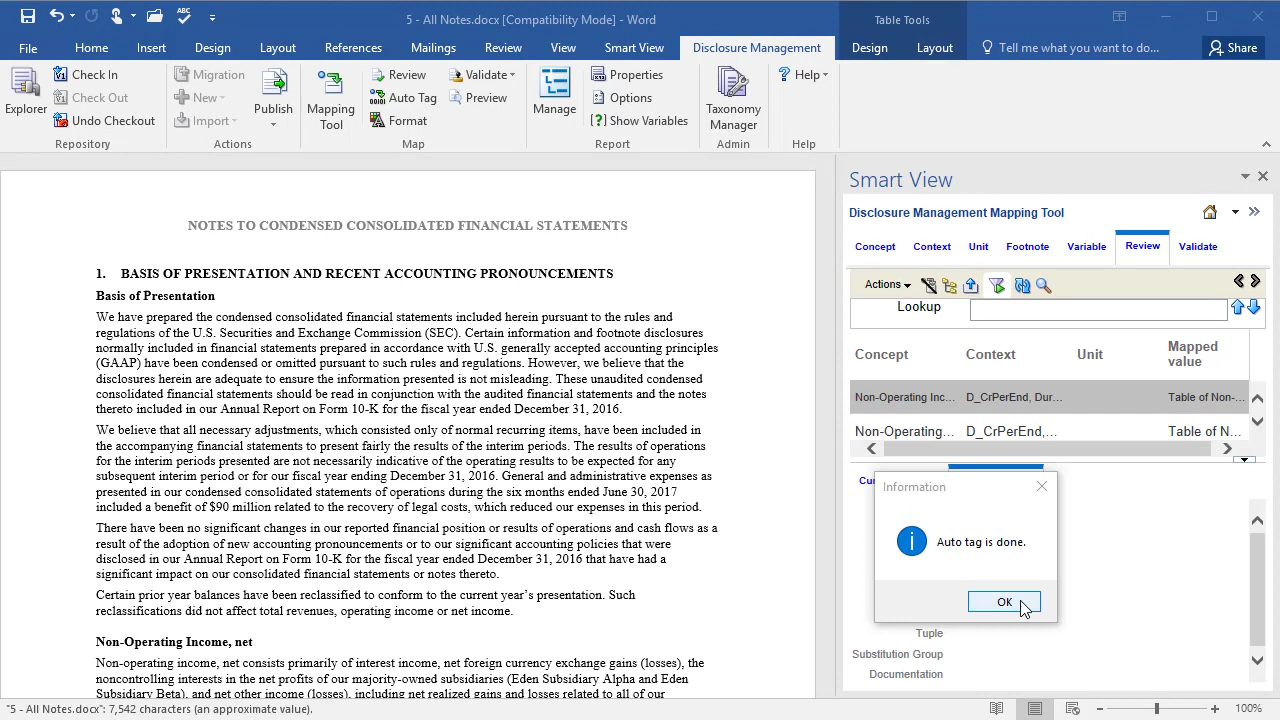 5 - All Notes.docx [Compatibility Mode] - Word
Table Tools
File Home Insert Design Layout References Mailings Review View Smart View Disclosure Management Design Layout Tell me what you want to do... Share
Explorer
Check In
Check Out
Undo Checkout
Repository
Migration
New
Import
Publish
Actions
Mapping Tool
Review
Auto Tag
Format
Validate
Preview
Map
Manage
Properties
Options
Show Variables
Report
Taxonomy Manager
Admin
Help
Help
NOTES TO CONDENSED CONSOLIDATED FINANCIAL STATEMENTS
1. BASIS OF PRESENTATION AND RECENT ACCOUNTING PRONOUNCEMENTS
Basis of Presentation
We have prepared the condensed consolidated financial statements included herein pursuant to the rules and
regulations of the U.S. Securities and Exchange Commission (SEC). Certain information and footnote disclosures
normally included in financial statements prepared in accordance with U.S. generally accepted accounting principles
(GAAP) have been condensed or omitted pursuant to such rules and regulations. However, we believe that the
disclosures herein are adequate to ensure the information presented is not misleading. These unaudited condensed
consolidated financial statements should be read in conjunction with the audited financial statements and the notes
thereto included in our Annual Report on Form 10-K for the fiscal year ended December 31, 2016.
We believe that all necessary adjustments, which consisted only of normal recurring items, have been included in
the accompanying financial statements to present fairly the results of the interim periods. The results of operations
for the interim periods presented are not necessarily indicative of the operating results to be expected for any
subsequent interim period or for our fiscal year ending December 31, 2016. General and administrative expenses as
presented in our condensed consolidated statements of operations during the six months ended June 30, 2017
included a benefit of $90 million related to the recovery of legal costs, which reduced our expenses in this period.
There have been no significant changes in our reported financial position or results of operations and cash flows as a
result of the adoption of new accounting pronouncements or to our significant accounting policies that were
disclosed in our Annual Report on Form 10-K for the fiscal year ended December 31, 2016 that have had a
significant impact on our consolidated financial statements or notes thereto.
Certain prior year balances have been reclassified to conform to the current year's presentation. Such
reclassifications did not affect total revenues, operating income or net income.
Non-Operating Income, net
Non-operating income, net consists primarily of interest income, net foreign currency exchange gains (losses), the
noncontrolling interests in the net profits of our majority-owned subsidiaries (Eden Subsidiary Alpha and Eden
Subsidiary Beta), and net other income (losses), including net realized gains and losses related to all of our
Smart View
Disclosure Management Mapping Tool
Concept Context Unit Footnote Variable Review Validate
Actions
Lookup
Concept Context Unit Mapped value
Non-Operating Inc... D_CrPerEnd, Dur... Table of Non-...
Non-Operating... D_CrPerEnd,... Table of N...
Cu
Information
Auto tag is done.
OK
Tuple
Substitution Group
Documentation
"5 - All Notes.docx": 7,542 characters (an approximate value).
100%